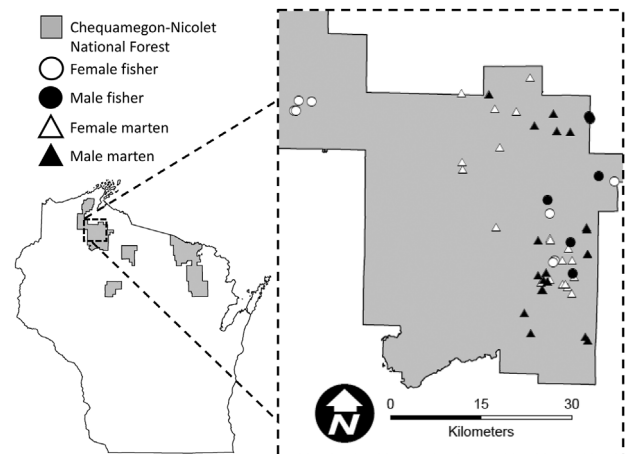 Chequamegon-Nicolet
National Forest
Female fisher
Male fisher
Female marten
Male marten
N
0 15 30
Kilometers